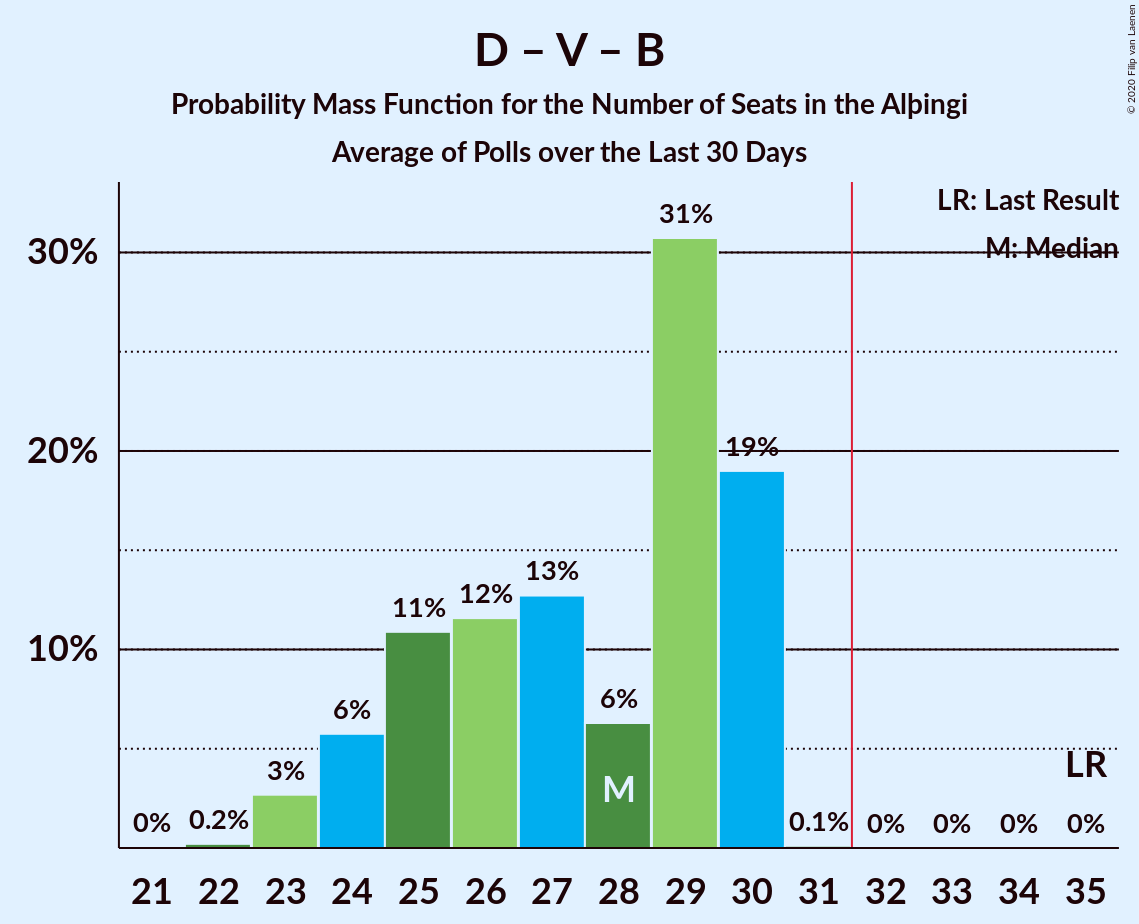 D – V – B
Probability Mass Function for the Number of Seats in the Alþingi
Average of Polls over the Last 30 Days
© 2020 Filip van Laenen
LR: Last Result
M: Median
30%
20%
10%
0%
0.2%
3%
6%
11%
12%
13%
6%
31%
19%
0.1%
0%
0%
0%
0%
M
LR
21 22 23 24 25 26 27 28 29 30 31 32 33 34 35